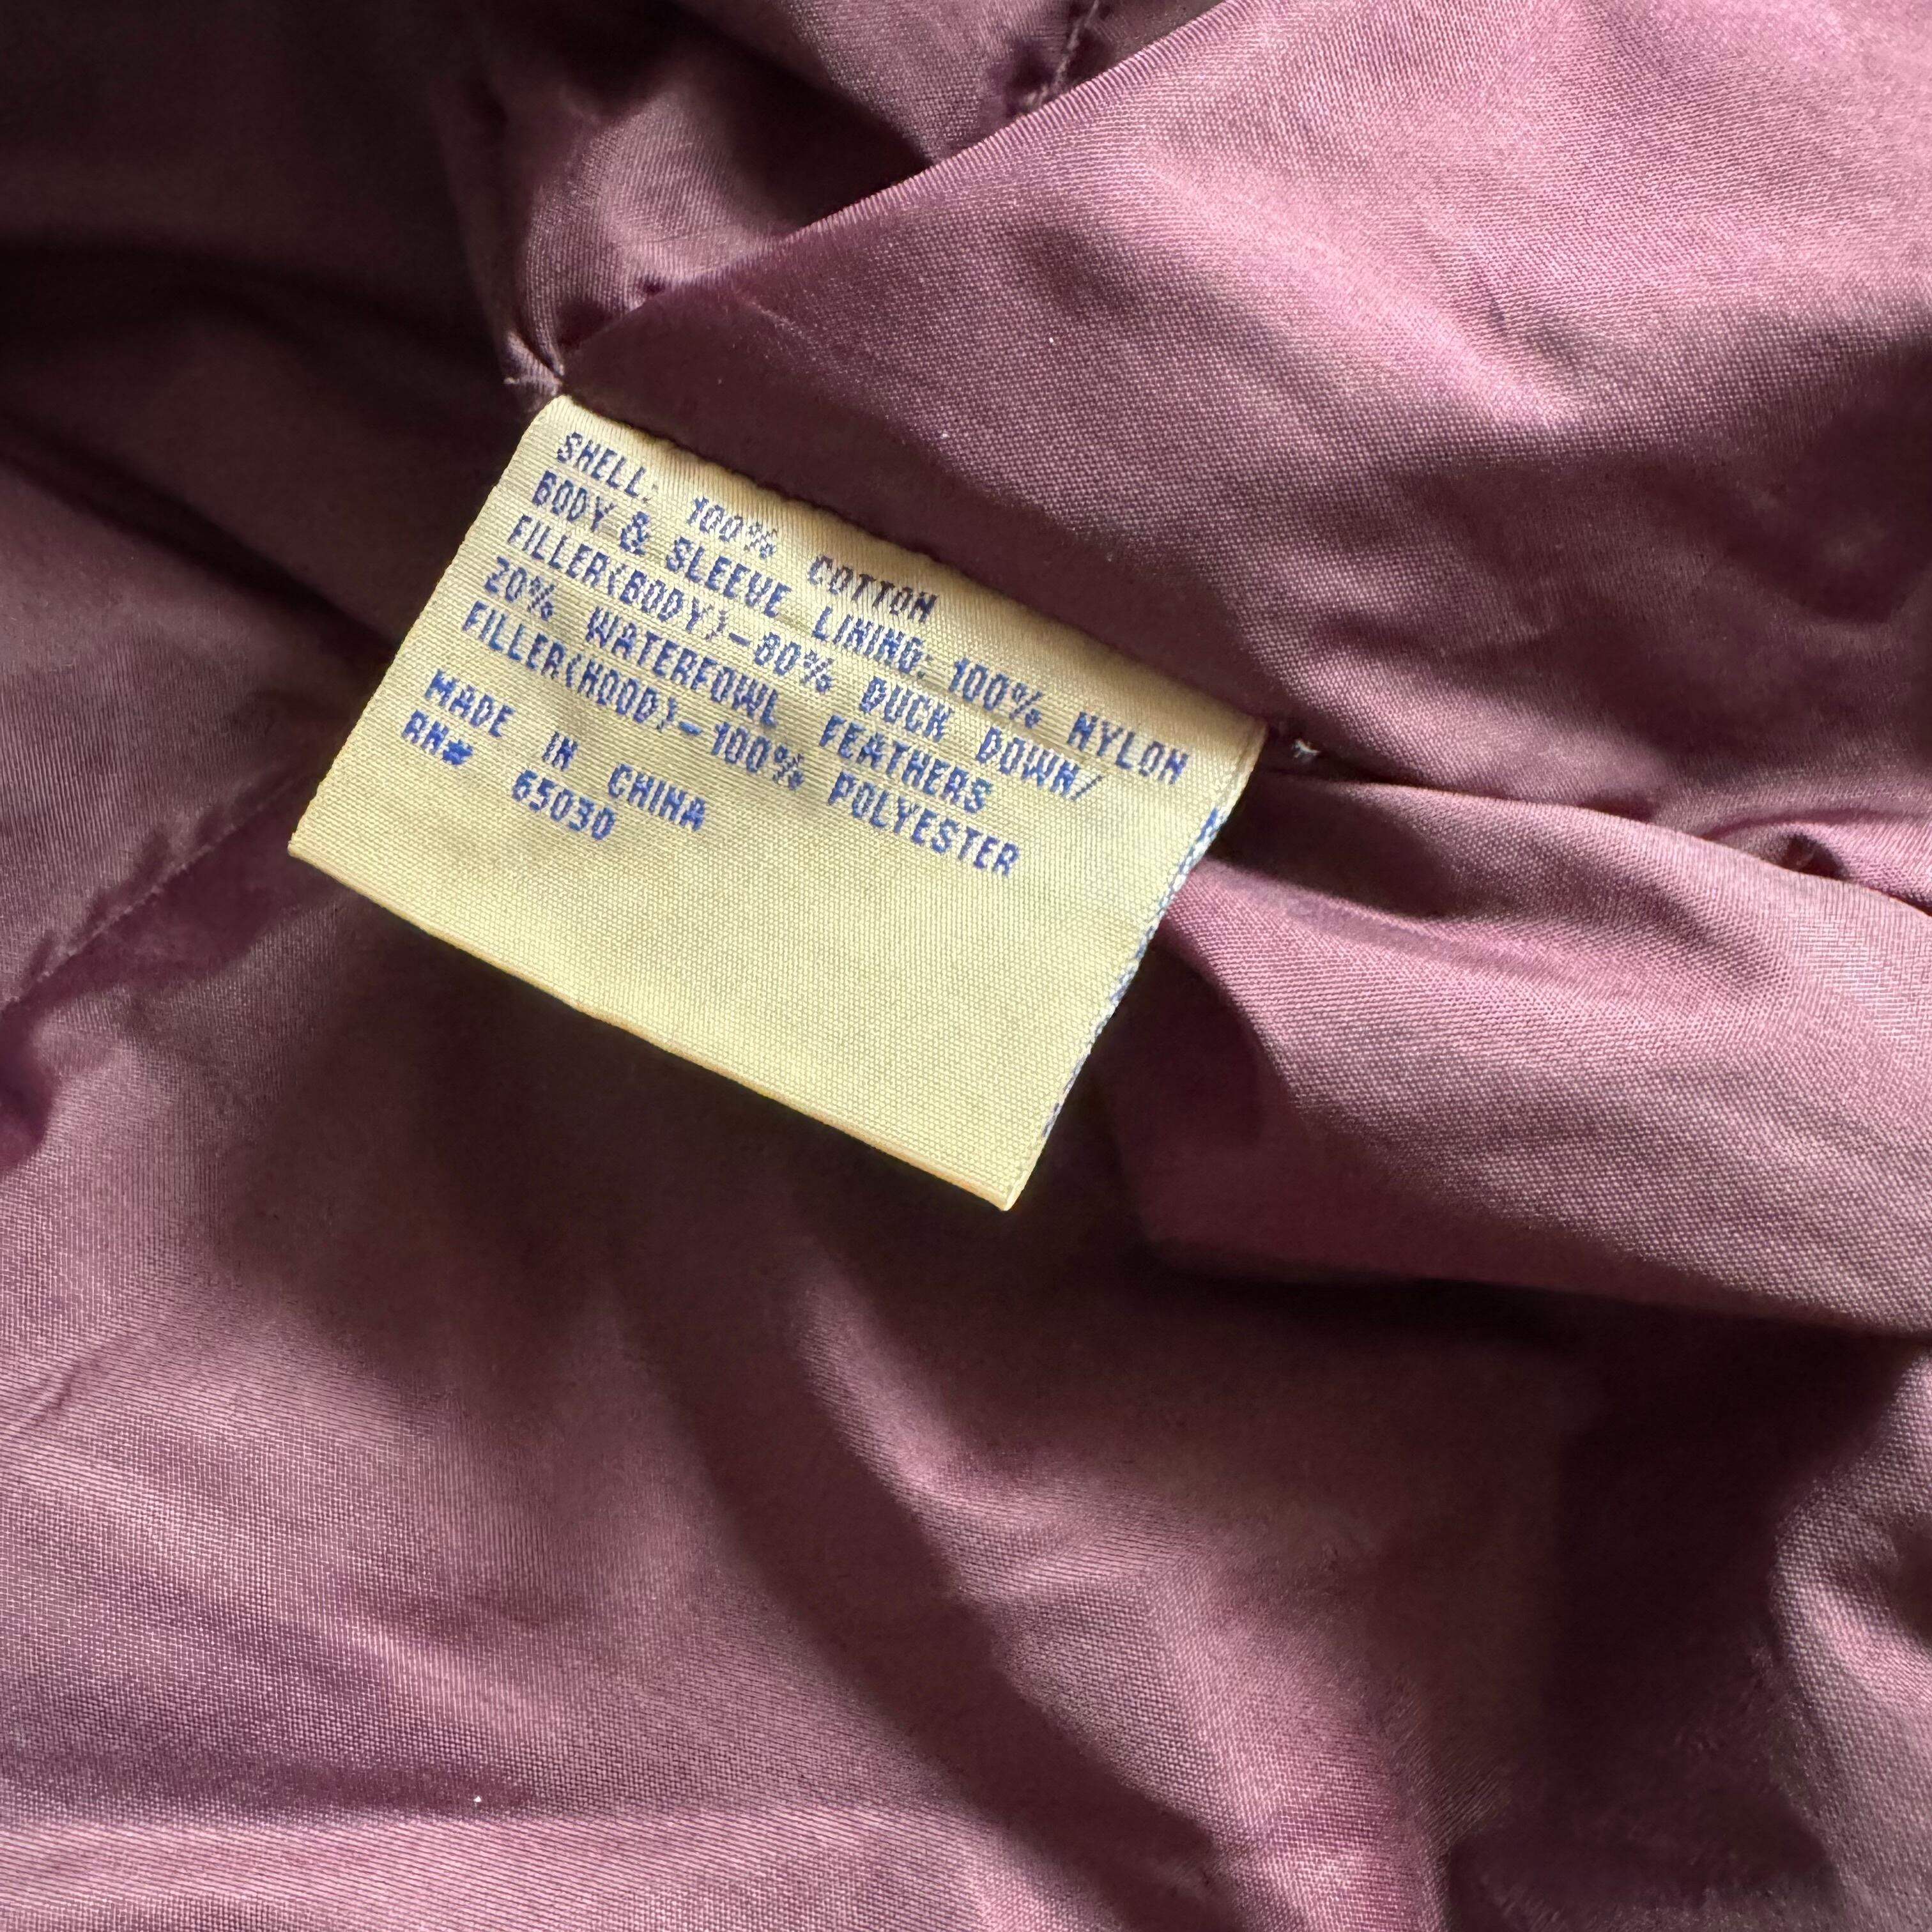 SHELL: 100% COTTON
BODY & SLEEVE LINING: 100% NYLON
FILLER(BODY)-80% DUCK DOWN/
20% WATERFOWL FEATHERS
FILLER(HOOD)-100% POLYESTER
MADE IN CHINA
RN# 65030